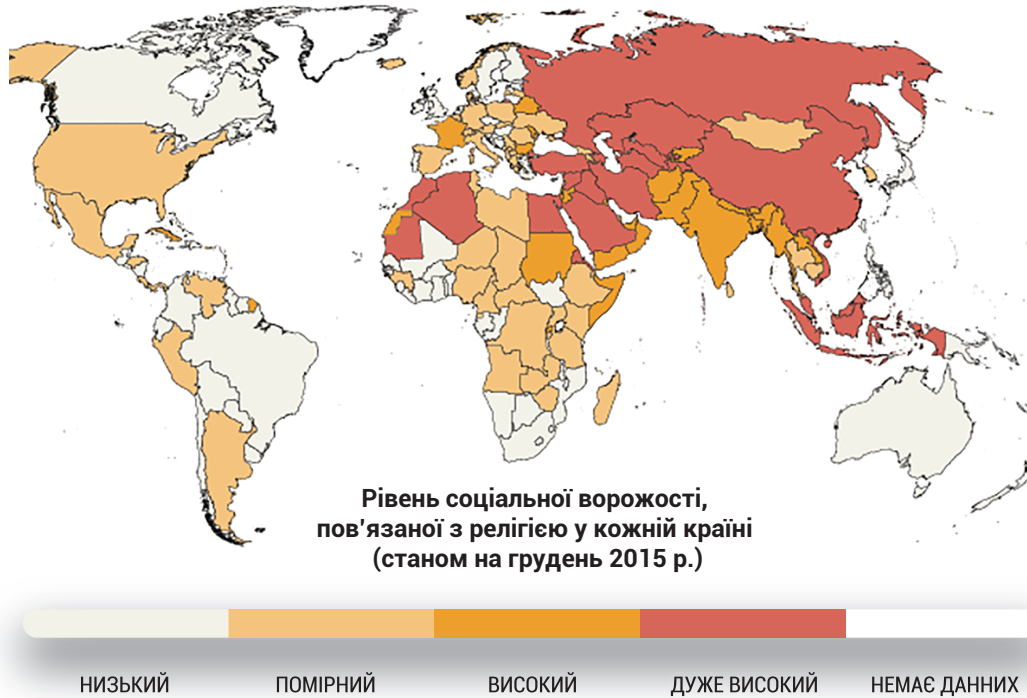 Рівень соціальної ворожості,
пов’язаної з релігією у кожній країні
(станом на грудень 2015 р.)
НИЗЬКИЙ ПОМІРНИЙ ВИСОКИЙ ДУЖЕ ВИСОКИЙ НЕМАЄ ДАННИХ